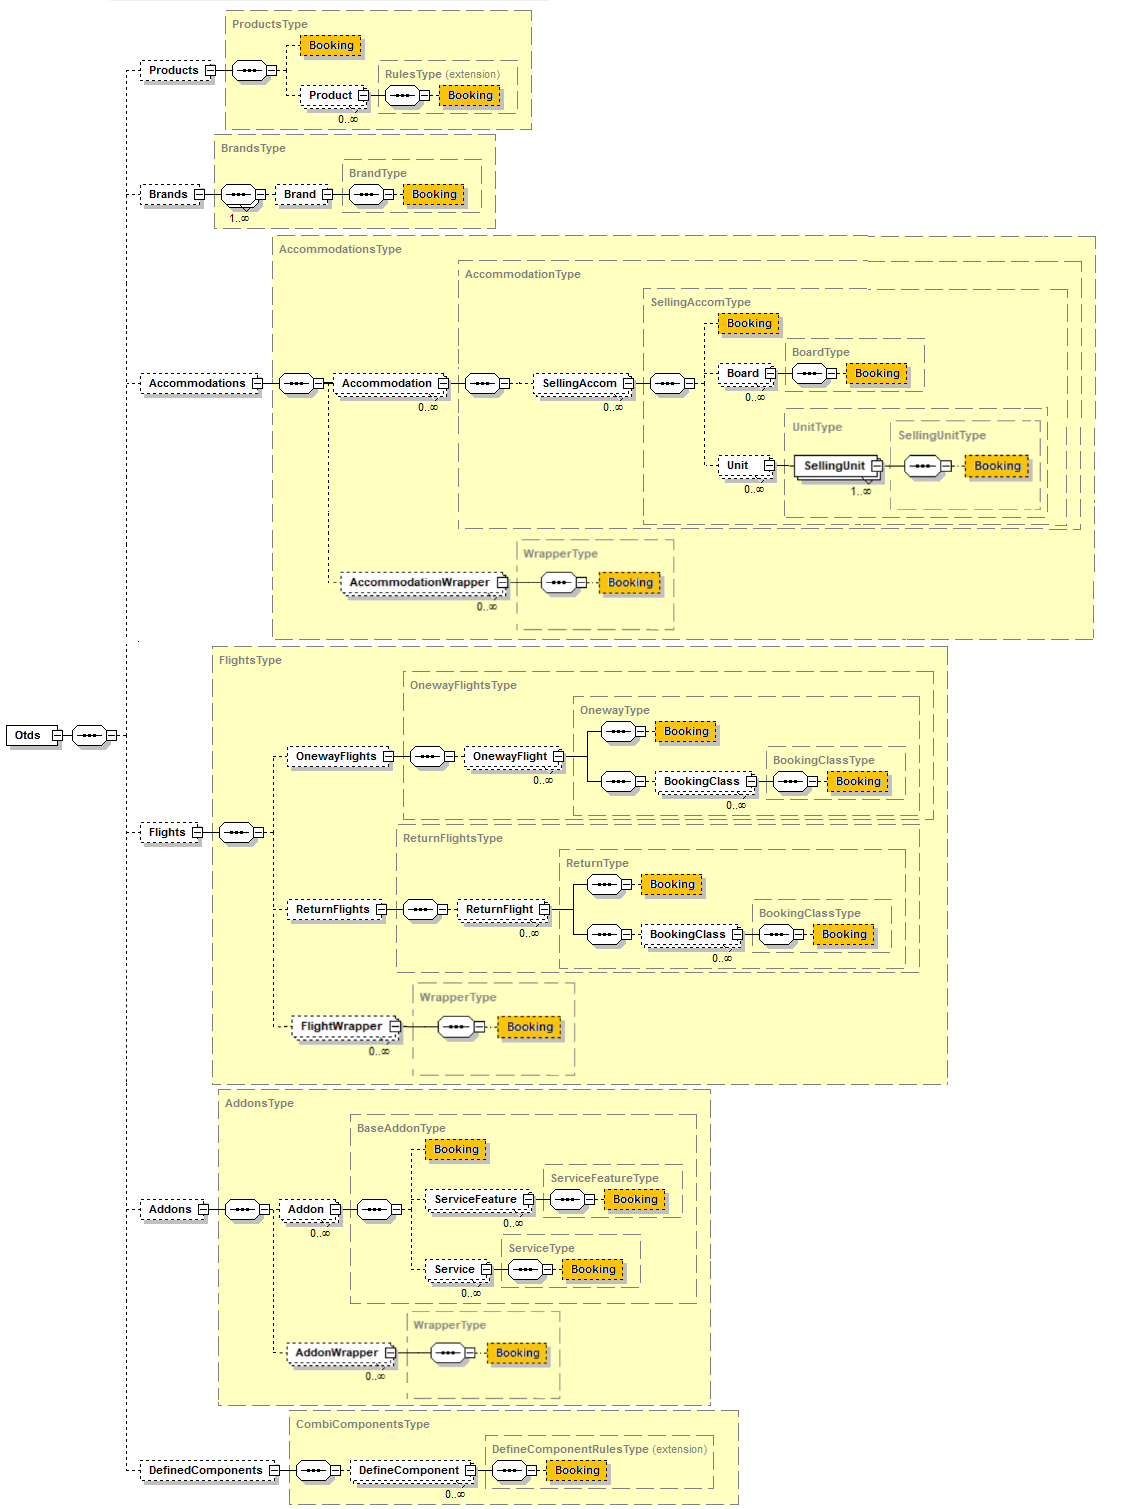 ProductsType
Booking
Products
RulesType (extension)
Product
Booking
0..∞
BrandsType
BrandType
Brands
Brand
Booking
1..∞
AccommodationsType
AccommodationType
SellingAccomType
Booking
BoardType
Accommodations
Accommodation
SellingAccom
Board
Booking
0..∞
0..∞
0..∞
UnitType
SellingUnitType
Unit
SellingUnit
Booking
0..∞
1..∞
WrapperType
AccommodationWrapper
Booking
0..∞
FlightsType
OnewayFlightsType
OnewayType
Booking
Otds
OnewayFlights
OnewayFlight
BookingClassType
0..∞
BookingClass
Booking
0..∞
Flights
ReturnFlightsType
ReturnType
Booking
ReturnFlights
ReturnFlight
BookingClassType
0..∞
BookingClass
Booking
0..∞
WrapperType
FlightWrapper
Booking
0..∞
AddonsType
BaseAddonType
Booking
ServiceFeatureType
ServiceFeature
Booking
Addons
Addon
0..∞
0..∞
ServiceType
Service
Booking
0..∞
WrapperType
AddonWrapper
Booking
0..∞
CombiComponentsType
DefineComponentRulesType (extension)
DefinedComponents
DefineComponent
Booking
0..∞